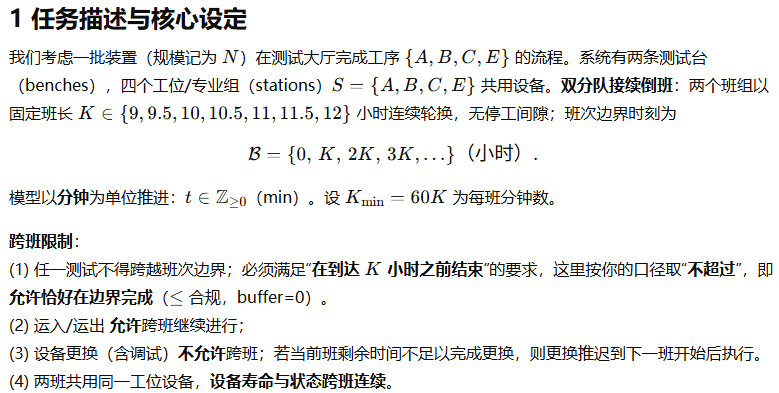 1 任务描述与核心设定
我们考虑一批装置（规模记为 N）在测试大厅完成工序 {A, B, C, E} 的流程。系统有两条测试台
（benches），四个工位/专业组（stations）S = {A, B, C, E} 共用设备。双分队接续倒班：两个班组以
固定班长 K ∈ {9, 9.5, 10, 10.5, 11, 11.5, 12} 小时连续轮换，无停工间隙；班次边界时刻为
B = {0, K, 2K, 3K, …}（小时）.
模型以分钟为单位推进：t ∈ ℤ≥0（min）。设 Kmin = 60K 为每班分钟数。
跨班限制：
(1) 任一测试不得跨越班次边界；必须满足“在到达 K 小时之前结束”的要求，这里按你的口径取“不超过”，即
允许恰好在边界完成（≤ 合规，buffer=0）。
(2) 运入/运出 允许跨班继续进行；
(3) 设备更换（含调试）不允许跨班；若当前班剩余时间不足以完成更换，则更换推迟到下一班开始后执行。
(4) 两班共用同一工位设备，设备寿命与状态跨班连续。